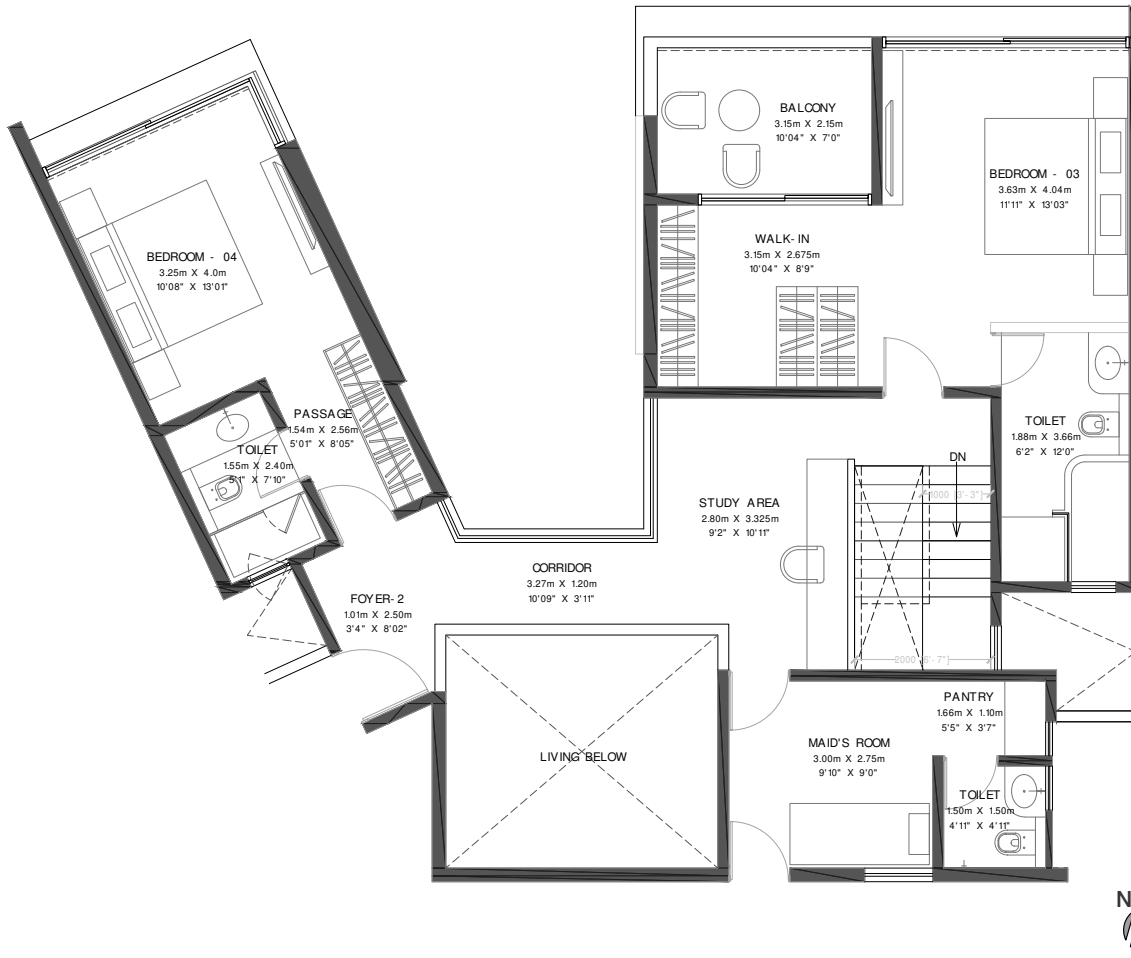 BALCONY
3.15m X 2.15m
10'04" X 7'0"
BEDROOM - 03
3.63m X 4.04m
11'11" X 13'03"
BEDROOM - 04
3.25m X 4.0m
10'08" X 13'01"
WALK-IN
3.15m X 2.675m
10'04" X 8'9"
PASSAGE
1.54m X 2.56m
5'01" X 8'05"
TOILET
1.55m X 2.40m
5'1" X 7'10"
TOILET
1.88m X 3.66m
6'2" X 12'0"
DN
1000 [3'- 3"]
STUDY AREA
2.80m X 3.325m
9'2" X 10'11"
CORRIDOR
3.27m X 1.20m
10'09" X 3'11"
FOYER-2
1.01m X 2.50m
3'4" X 8'02"
2000 [6'- 7"]
PANTRY
1.66m X 1.10m
5'5" X 3'7"
LIVING BELOW
MAID'S ROOM
3.00m X 2.75m
9'10" X 9'0"
TOILET
1.50m X 1.50m
4'11" X 4'11"
N